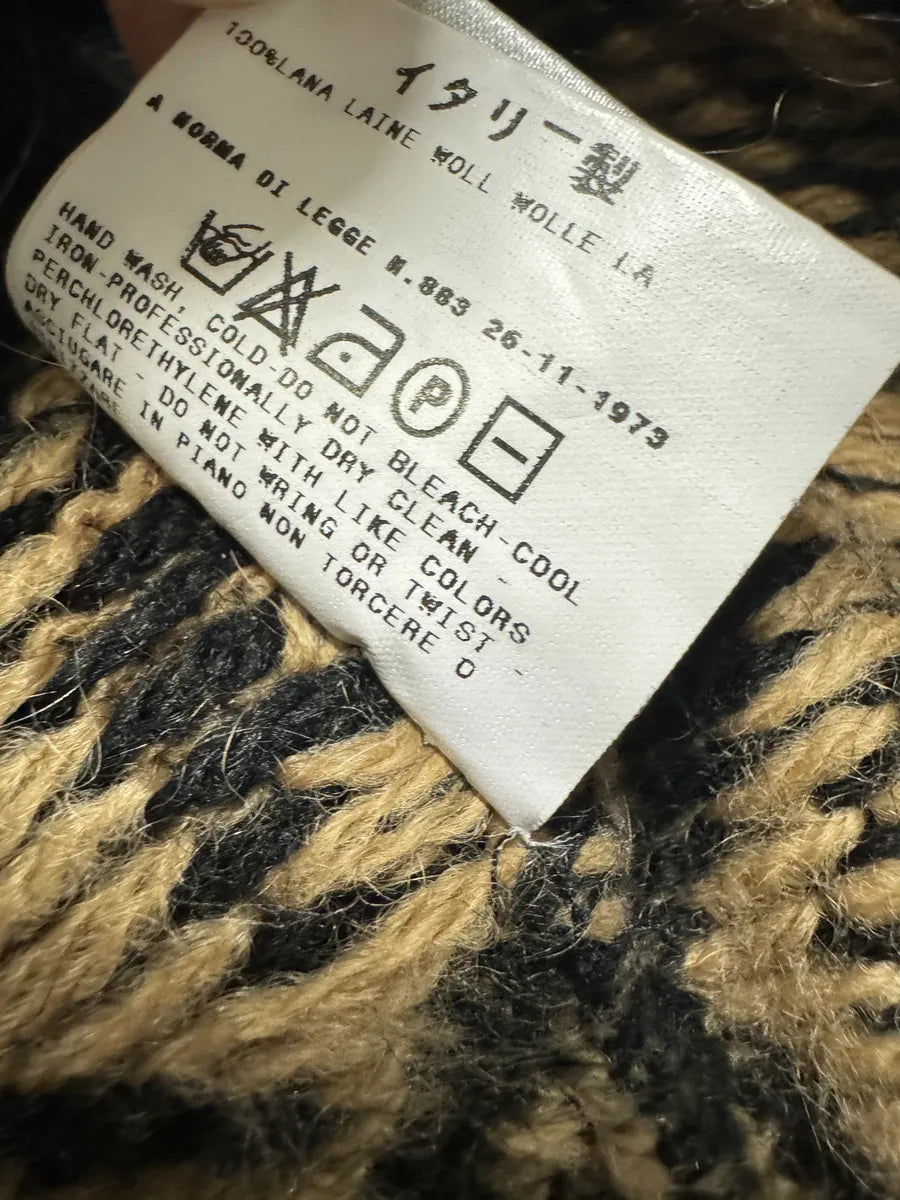 イタリー製
100%LANA LAINE WOLL WOLLE LA
A NORMA DI LEGGE N.883 26-11-1973
P
HAND WASH, COLD-DO NOT BLEACH-COOL
IRON-PROFESSIONALLY DRY CLEAN -
PERCHLORETHYLENE WITH LIKE COLORS
DRY FLAT - DO NOT WRING OR TWIST -
ASCIUGARE IN PIANO NON TORCERE O